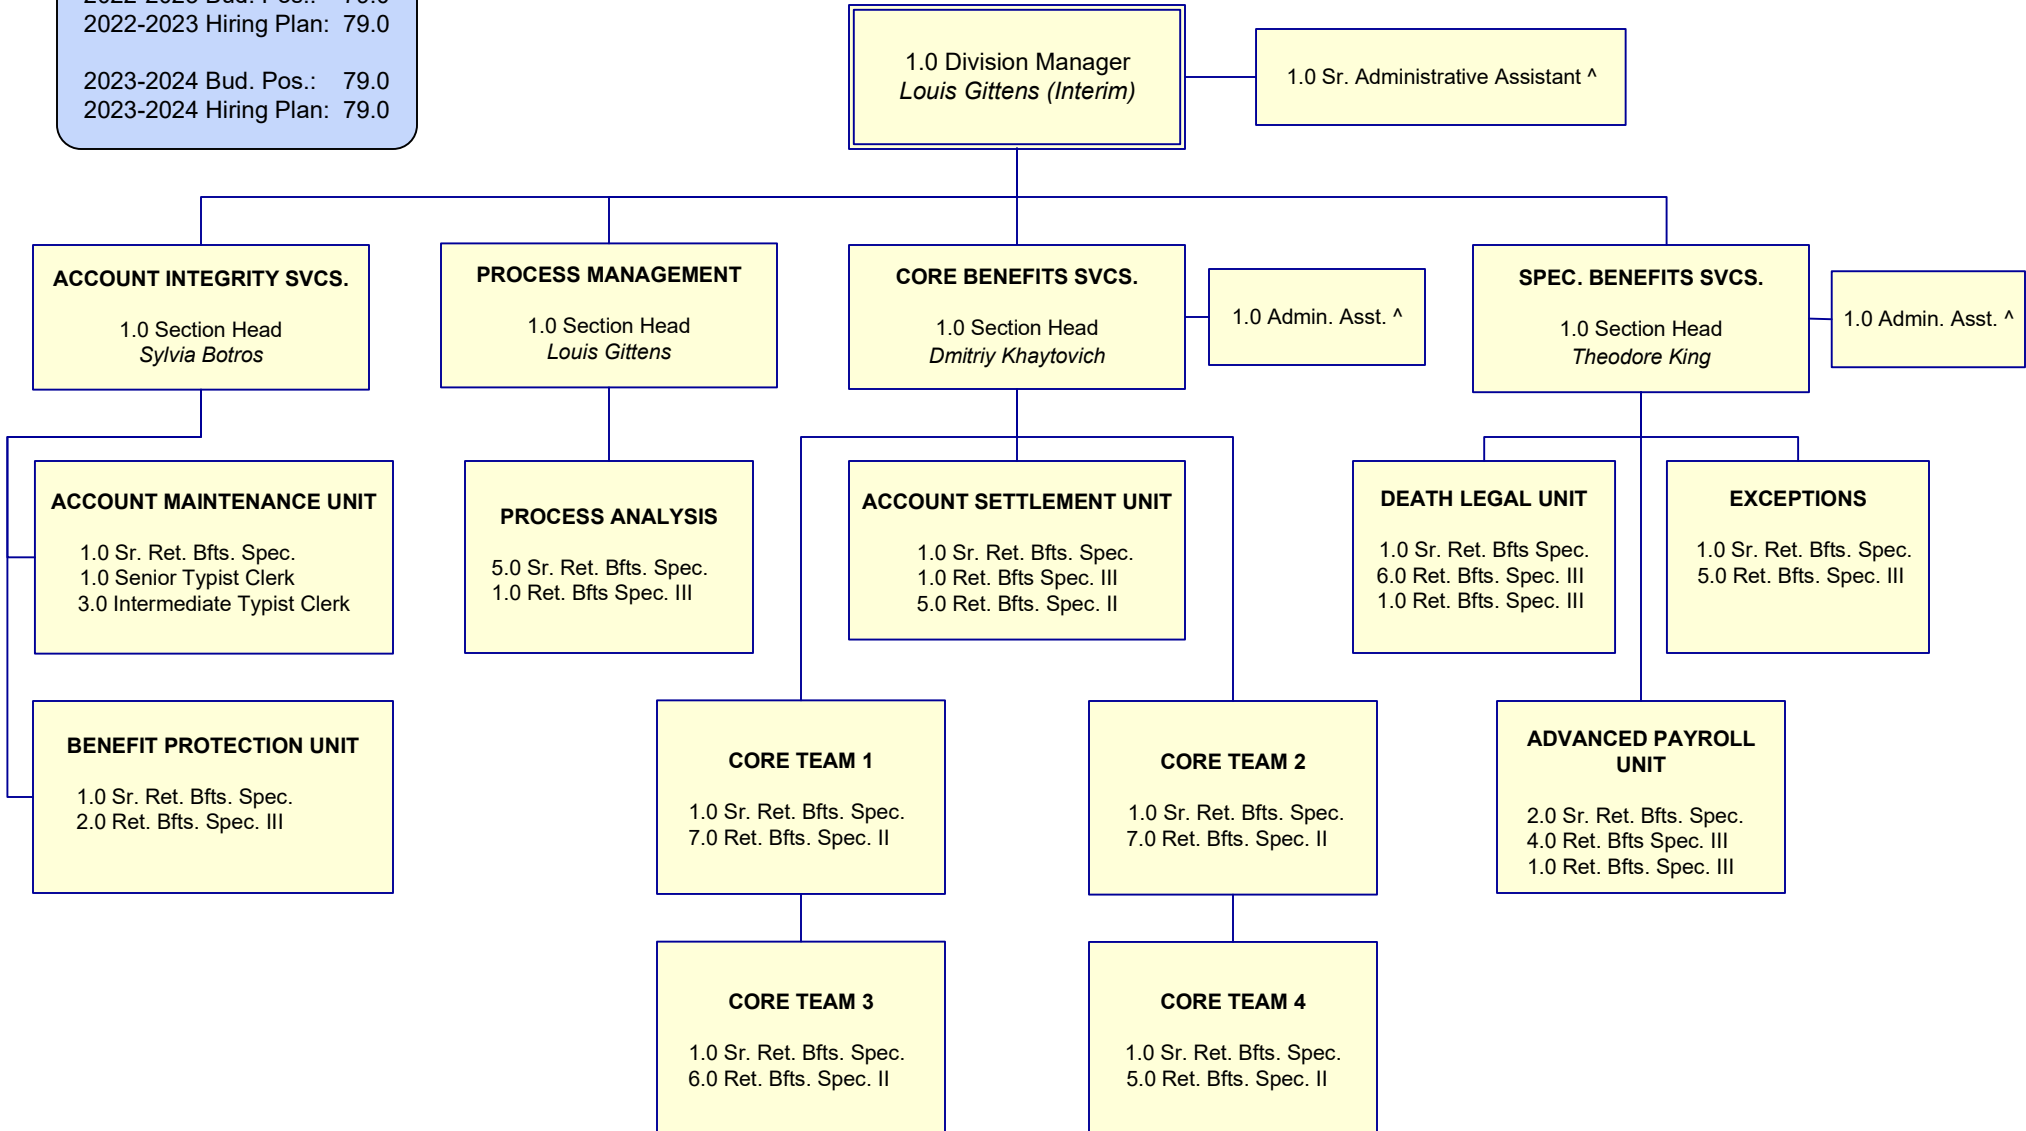 2022-2023 Hiring Plan: 79.0
2023-2024 Bud. Pos.: 79.0
2023-2024 Hiring Plan: 79.0
1.0 Division Manager
Louis Gittens (Interim)
1.0 Sr. Administrative Assistant ^
ACCOUNT INTEGRITY SVCS.
1.0 Section Head
Sylvia Botros
PROCESS MANAGEMENT
1.0 Section Head
Louis Gittens
CORE BENEFITS SVCS.
1.0 Section Head
Dmitriy Khaytovich
1.0 Admin. Asst. ^
SPEC. BENEFITS SVCS.
1.0 Section Head
Theodore King
1.0 Admin. Asst. ^
ACCOUNT MAINTENANCE UNIT
1.0 Sr. Ret. Bfts. Spec.
1.0 Senior Typist Clerk
3.0 Intermediate Typist Clerk
PROCESS ANALYSIS
5.0 Sr. Ret. Bfts. Spec.
1.0 Ret. Bfts Spec. III
ACCOUNT SETTLEMENT UNIT
1.0 Sr. Ret. Bfts. Spec.
1.0 Ret. Bfts Spec. III
5.0 Ret. Bfts. Spec. II
DEATH LEGAL UNIT
1.0 Sr. Ret. Bfts Spec.
6.0 Ret. Bfts. Spec. III
1.0 Ret. Bfts. Spec. III
EXCEPTIONS
1.0 Sr. Ret. Bfts. Spec.
5.0 Ret. Bfts. Spec. III
BENEFIT PROTECTION UNIT
1.0 Sr. Ret. Bfts. Spec.
2.0 Ret. Bfts. Spec. III
CORE TEAM 1
1.0 Sr. Ret. Bfts. Spec.
7.0 Ret. Bfts. Spec. II
CORE TEAM 2
1.0 Sr. Ret. Bfts. Spec.
7.0 Ret. Bfts. Spec. II
ADVANCED PAYROLL
UNIT
2.0 Sr. Ret. Bfts. Spec.
4.0 Ret. Bfts Spec. III
1.0 Ret. Bfts. Spec. III
CORE TEAM 3
1.0 Sr. Ret. Bfts. Spec.
6.0 Ret. Bfts. Spec. II
CORE TEAM 4
1.0 Sr. Ret. Bfts. Spec.
5.0 Ret. Bfts. Spec. II